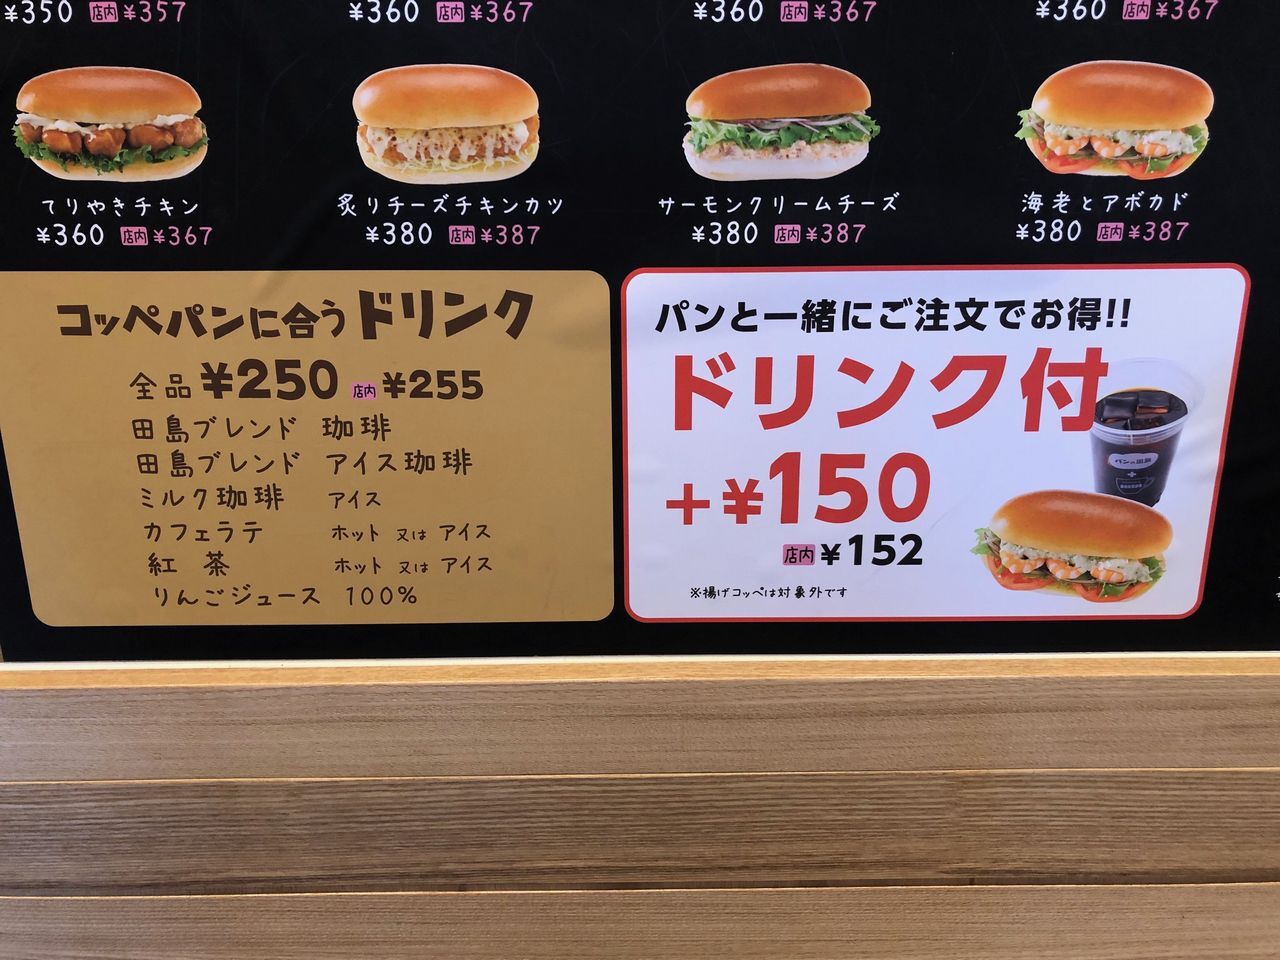 ¥350 店内¥357
¥360 店内¥367
¥360 店内¥367
¥360 店内¥367
てりやきチキン
¥360 店内¥367
炙りチーズチキンカツ
¥380 店内¥387
サーモンクリームチーズ
¥380 店内¥387
海老とアボカド
¥380 店内¥387
コッペパンに合うドリンク
全品¥250 店内¥255
田島ブレンド 珈琲
田島ブレンド アイス珈琲
ミルク珈琲 アイス
カフェラテ ホット 又は アイス
紅 茶 ホット 又は アイス
りんごジュース 100%
パンと一緒にご注文でお得!!
ドリンク付
+¥150
店内¥152
※揚げコッペは対象外です
パンの田島